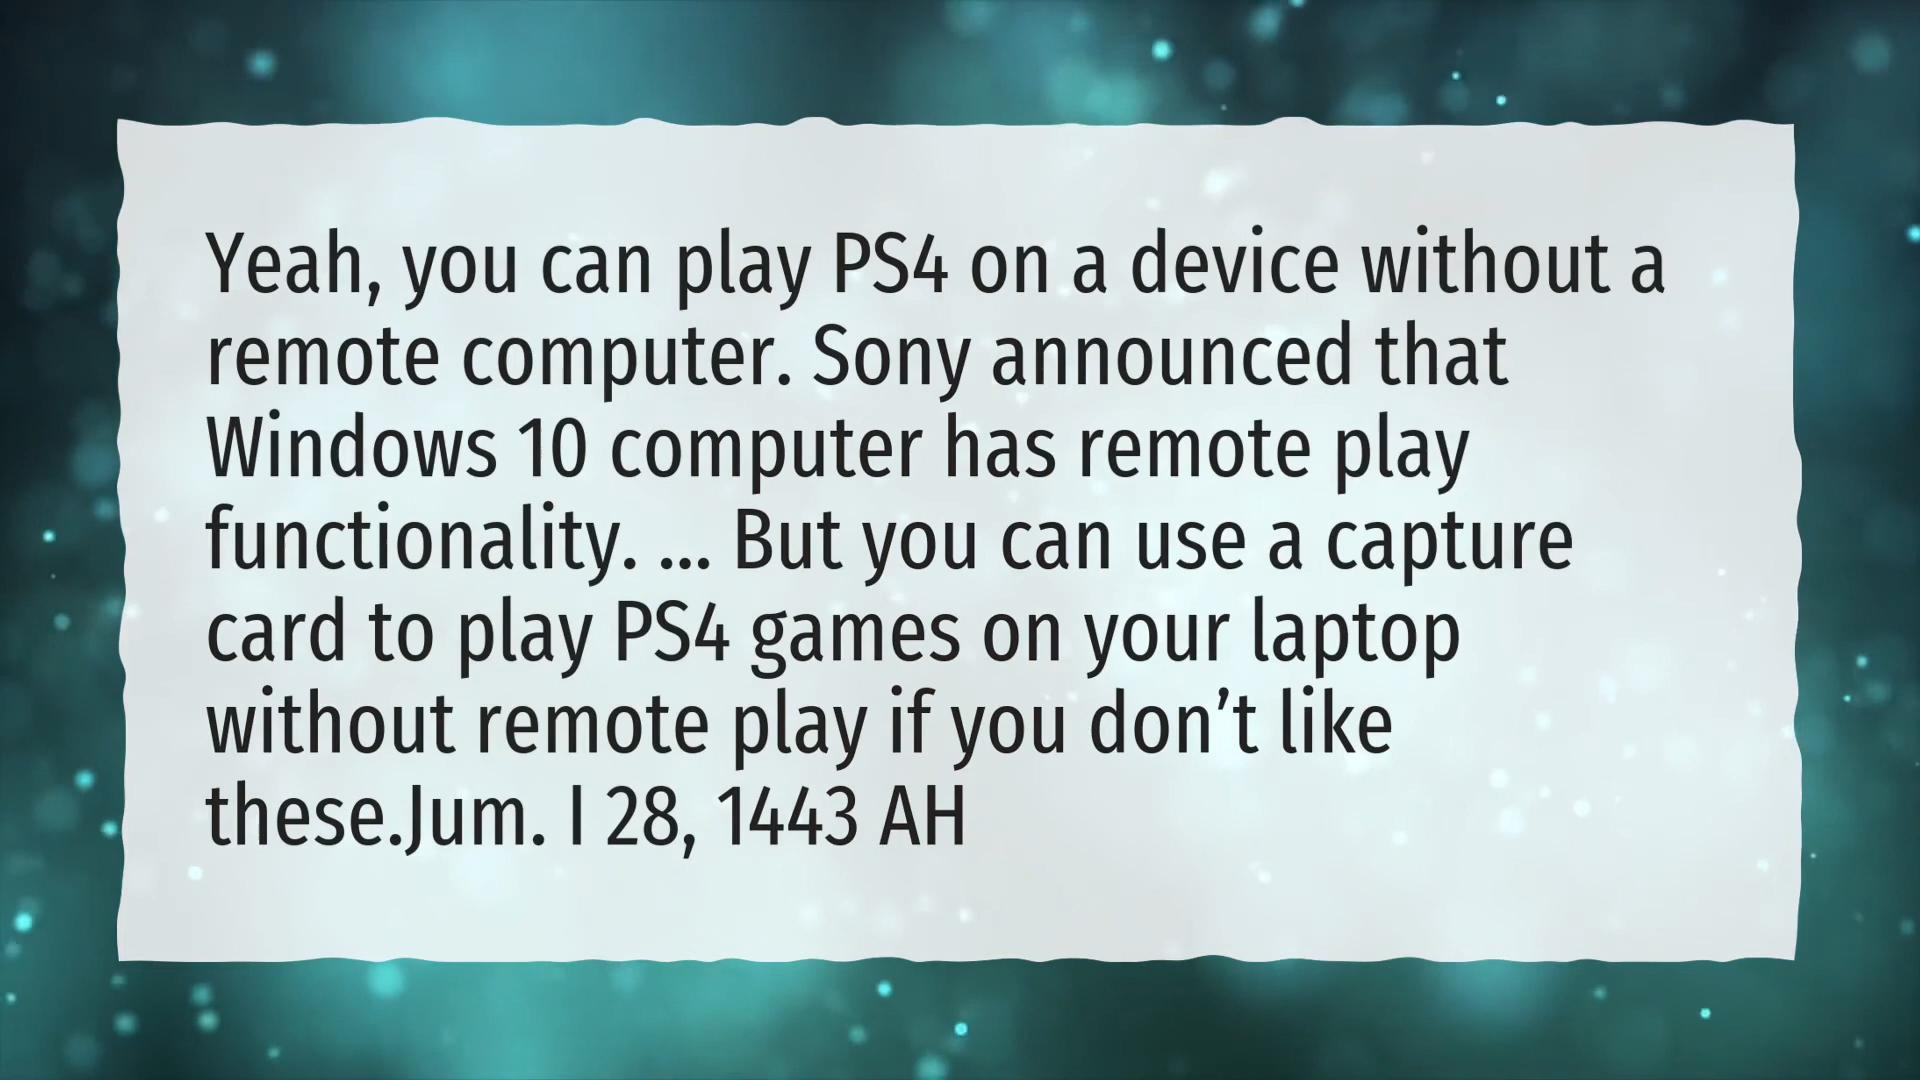 Yeah, you can play PS4 on a device without a
remote computer. Sony announced that
Windows 10 computer has remote play
functionality. ... But you can use a capture
card to play PS4 games on your laptop
without remote play if you don’t like
these.Jum. I 28, 1443 AH